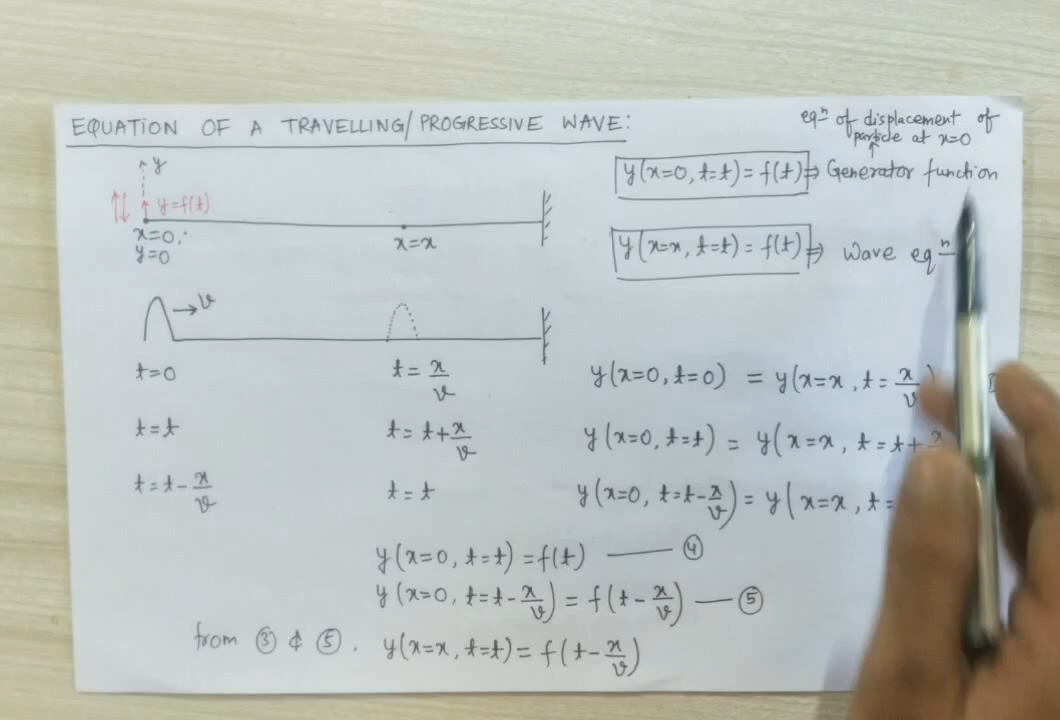 EQUATION OF A TRAVELLING/PROGRESSIVE WAVE:
eqⁿ of displacement of
particle at x=0
y(x=0, t=t) = f(t) ⇒ Generator function
y
y=f(t)
x=0,
y=0
x=x
y(x=x, t=t) = f(t) ⇒ Wave eqⁿ
v
t=0
t = x/v
y(x=0, t=0) = y(x=x, t = x/v)
t=t
t = t+x/v
y(x=0, t=t) = y(x=x, t=t+x
t=t-x/v
t=t
y(x=0, t=t-x/v) = y(x=x, t=
y(x=0, t=t) = f(t) —— ④
y(x=0, t=t-x/v) = f(t-x/v) —— ⑤
from ③ & ⑤. y(x=x, t=t) = f(t-x/v)